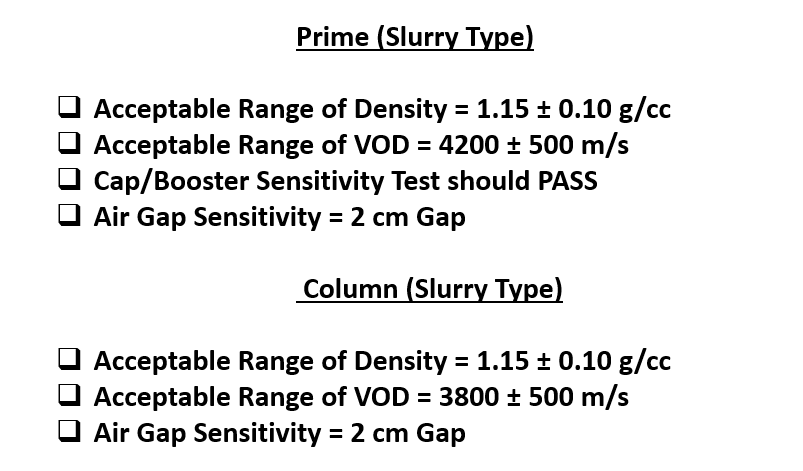 Prime (Slurry Type)
❑ Acceptable Range of Density = 1.15 ± 0.10 g/cc
❑ Acceptable Range of VOD = 4200 ± 500 m/s
❑ Cap/Booster Sensitivity Test should PASS
❑ Air Gap Sensitivity = 2 cm Gap
Column (Slurry Type)
❑ Acceptable Range of Density = 1.15 ± 0.10 g/cc
❑ Acceptable Range of VOD = 3800 ± 500 m/s
❑ Air Gap Sensitivity = 2 cm Gap